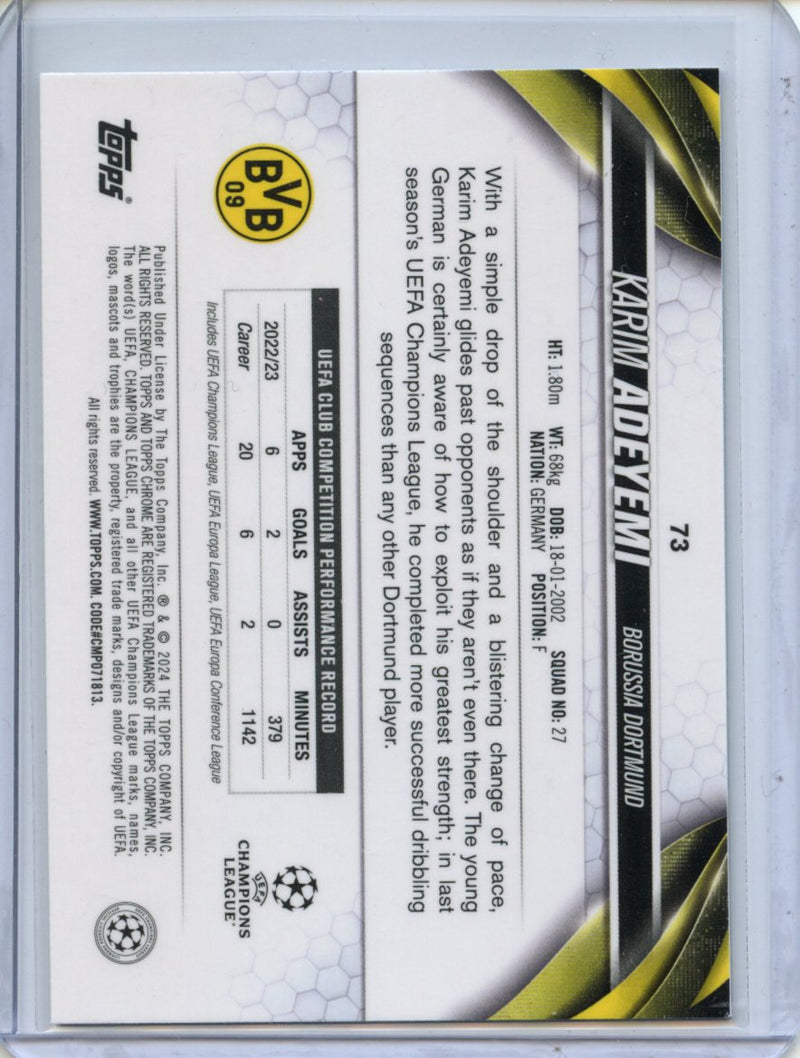 73
KARIM ADEYEMI BORUSSIA DORTMUND
HT: 1.80m WT: 68kg DOB: 18-01-2002 SQUAD NO: 27
NATION: GERMANY POSITION: F
With a simple drop of the shoulder and a blistering change of pace,
Karim Adeyemi glides past opponents as if they aren't even there. The young
German is certainly aware of how to exploit his greatest strength; in last
season's UEFA Champions League, he completed more successful dribbling
sequences than any other Dortmund player.
BVB
09
UEFA CLUB COMPETITION PERFORMANCE RECORD
APPS GOALS ASSISTS MINUTES
2022/23 6 2 0 379
Career 20 6 2 1142
Includes UEFA Champions League, UEFA Europa League, UEFA Europa Conference League
UEFA
CHAMPIONS
LEAGUE®
topps®
Published Under License by The Topps Company, Inc. ® & © 2024 THE TOPPS COMPANY, INC.
ALL RIGHTS RESERVED. TOPPS AND TOPPS CHROME ARE REGISTERED TRADEMARKS OF THE TOPPS COMPANY, INC.
The word(s) UEFA, CHAMPIONS LEAGUE, and all other UEFA Champions League marks, names,
logos, mascots and trophies are the property, registered trade marks, designs and/or copyright of UEFA.
All rights reserved. WWW.TOPPS.COM. CODE#CMP071813.